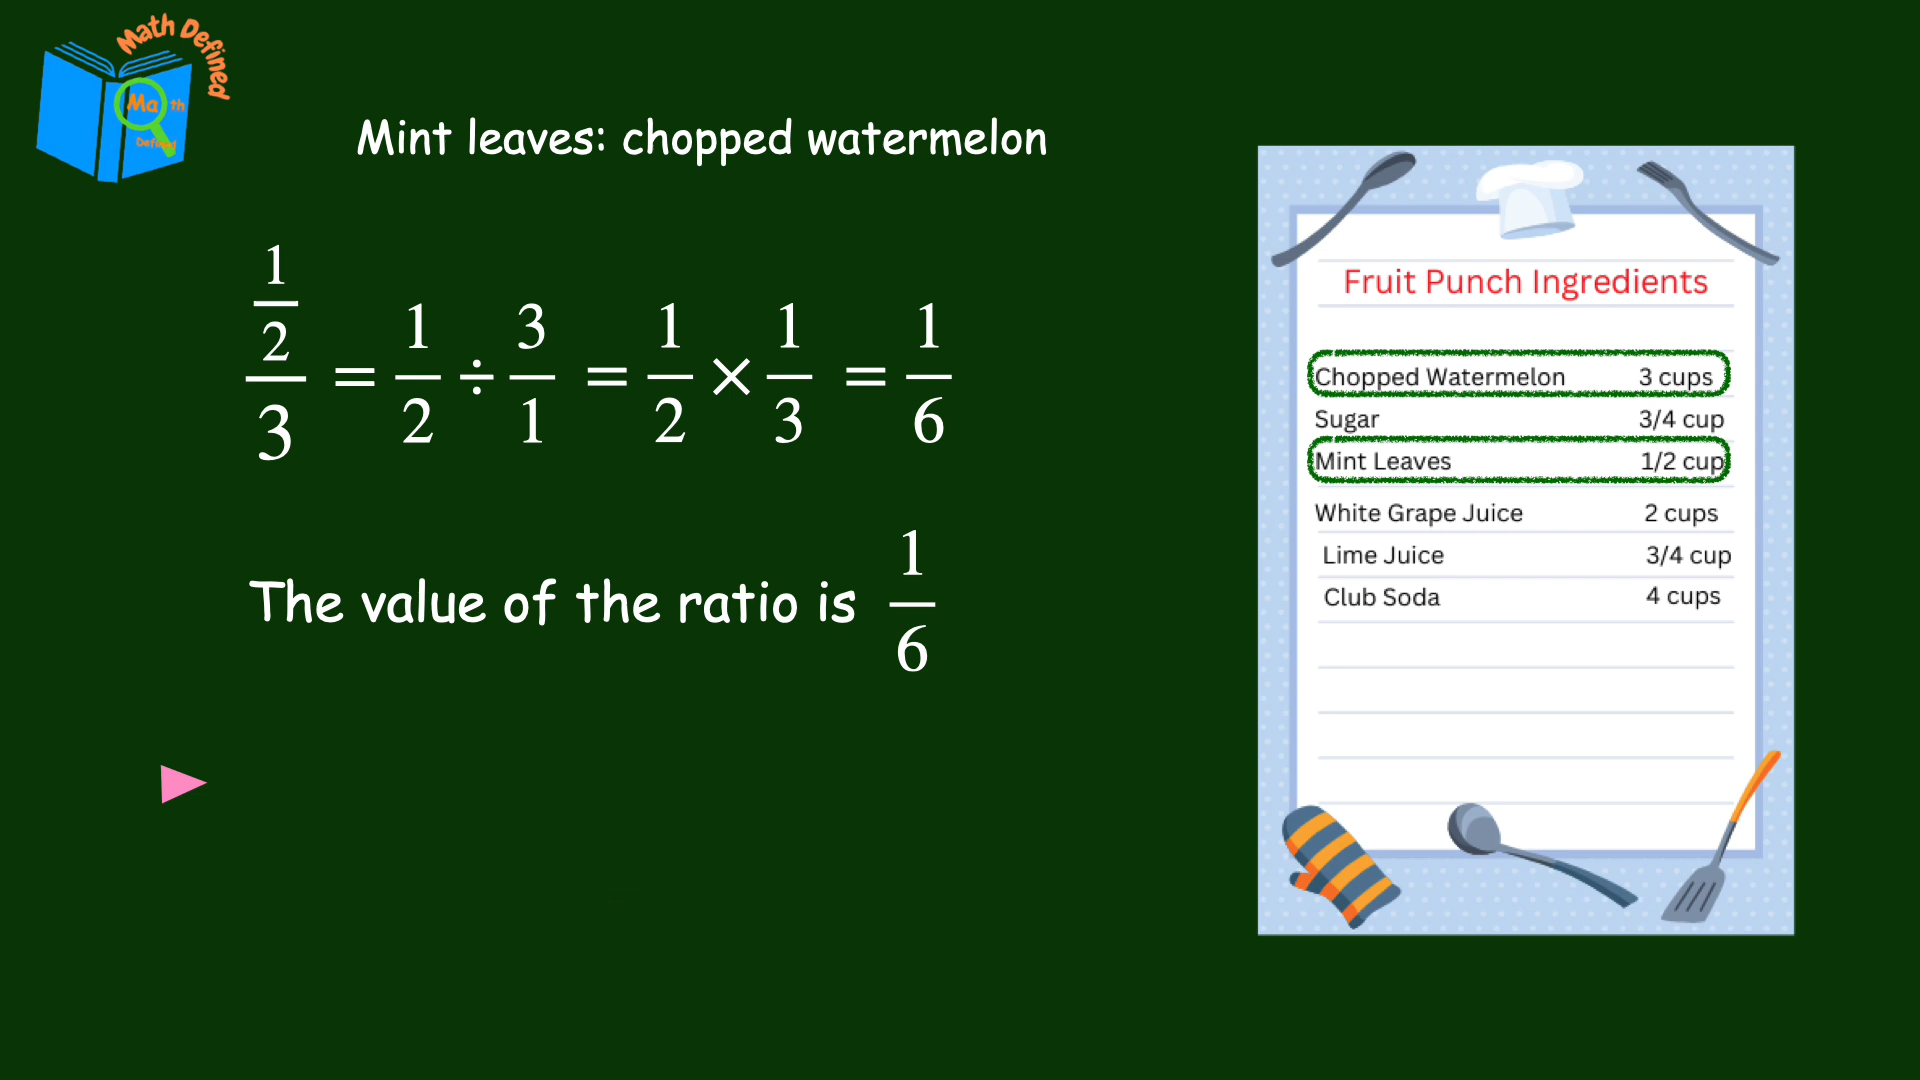 Math Defined
Ma th
Defined
Mint leaves: chopped watermelon
1/2 / 3 = 1/2 ÷ 3/1 = 1/2 × 1/3 = 1/6
The value of the ratio is 1/6
Fruit Punch Ingredients
Chopped Watermelon 3 cups
Sugar 3/4 cup
Mint Leaves 1/2 cup
White Grape Juice 2 cups
Lime Juice 3/4 cup
Club Soda 4 cups